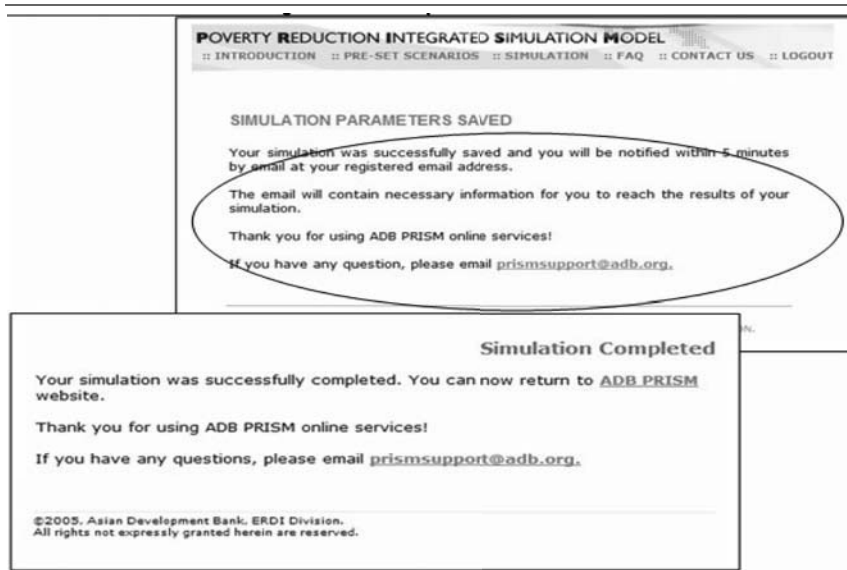 POVERTY REDUCTION INTEGRATED SIMULATION MODEL
:: INTRODUCTION :: PRE-SET SCENARIOS :: SIMULATION :: FAQ :: CONTACT US :: LOGOUT
SIMULATION PARAMETERS SAVED
Your simulation was successfully saved and you will be notified within 5 minutes
by email at your registered email address.
The email will contain necessary information for you to reach the results of your
simulation.
Thank you for using ADB PRISM online services!
If you have any question, please email prismsupport@adb.org.
Simulation Completed
Your simulation was successfully completed. You can now return to ADB PRISM
website.
Thank you for using ADB PRISM online services!
If you have any questions, please email prismsupport@adb.org.
©2005, Asian Development Bank, ERDI Division.
All rights not expressly granted herein are reserved.